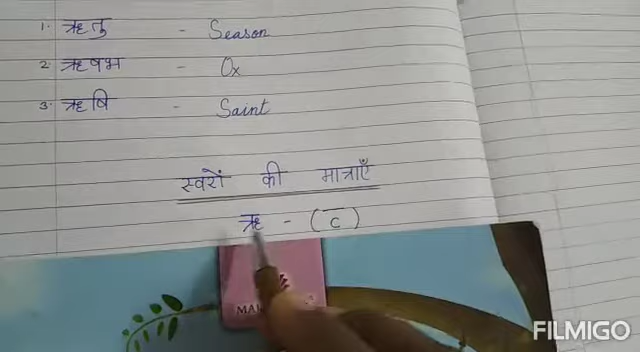 1. ऋतु - Season
2. ऋषभ - Ox
3. ऋषि - Saint
स्वरों की मात्राएँ
ऋ - ( ृ )
FILMIGO